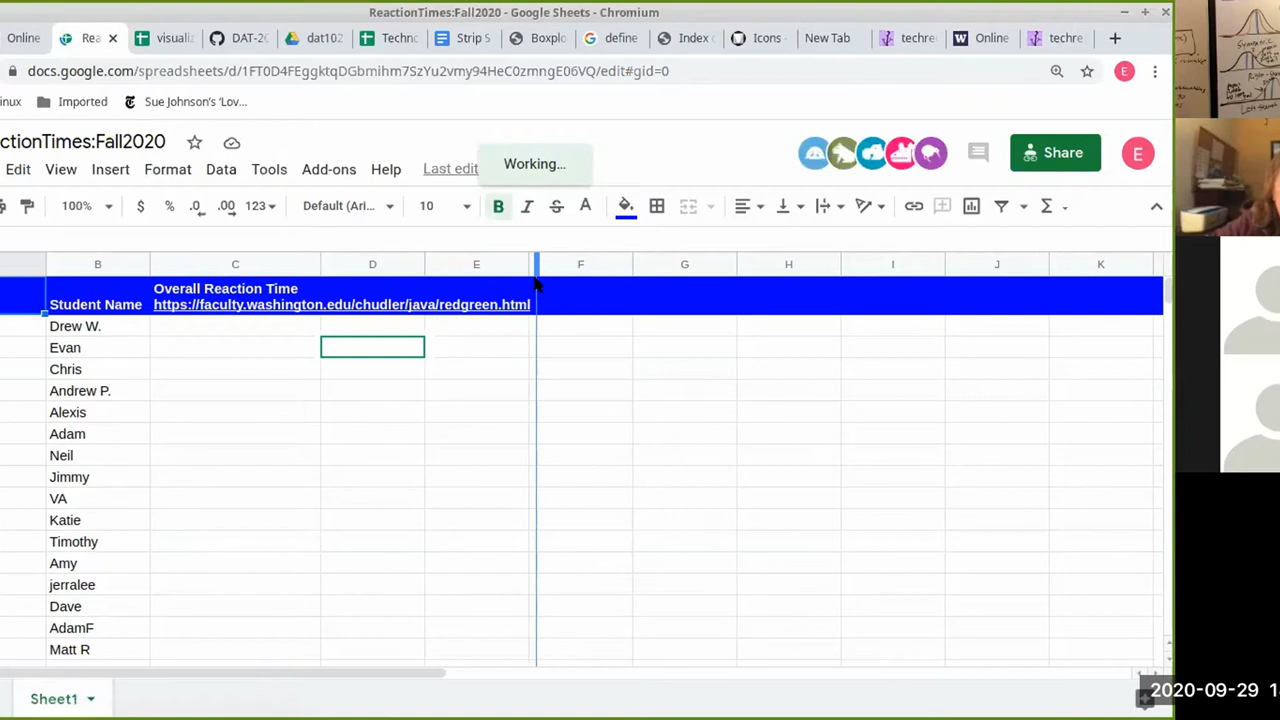 ReactionTimes:Fall2020 - Google Sheets - Chromium
Online
Rea
visuali
DAT-20
dat102
Techno
Strip 5
Boxplo
define
Index o
Icons -
New Tab
techre
Online
techre
docs.google.com/spreadsheets/d/1FT0D4FEggktqDGbmihm7SzYu2vmy94HeC0zmngE06VQ/edit#gid=0
E
inux
Imported
Sue Johnson's 'Lov...
ctionTimes:Fall2020
Working...
Share
E
Edit View Insert Format Data Tools Add-ons Help Last edit
100% $ % .0 .00 123 Default (Ari... 10 B I S A Σ
B C D E F G H I J K
Student Name
Overall Reaction Time
https://faculty.washington.edu/chudler/java/redgreen.html
Drew W.
Evan
Chris
Andrew P.
Alexis
Adam
Neil
Jimmy
VA
Katie
Timothy
Amy
jerralee
Dave
AdamF
Matt R
Sheet1
2020-09-29